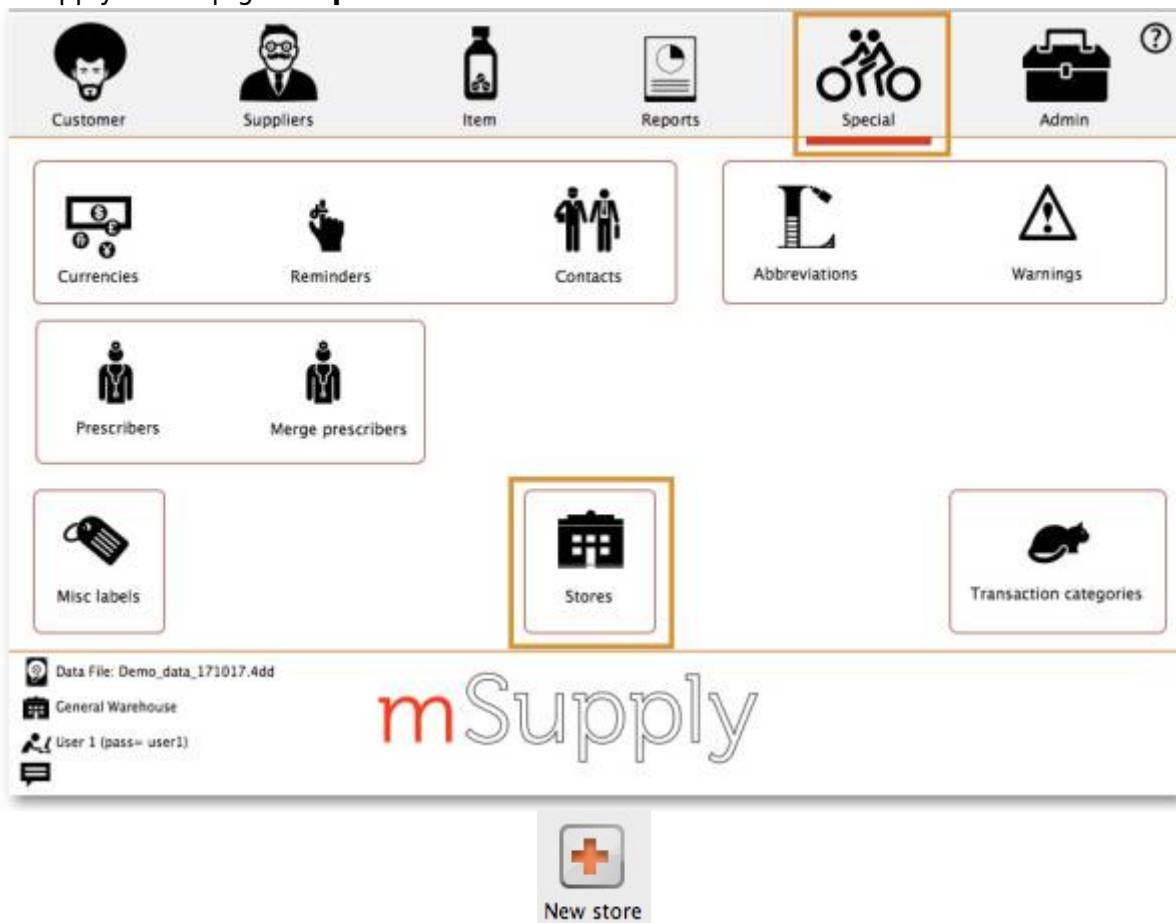 Customer Suppliers Item Reports Special Admin ?
Currencies Reminders Contacts Abbreviations Warnings
Prescribers Merge prescribers
Misc labels Stores Transaction categories
Data File: Demo_data_171017.4dd
General Warehouse
User 1 (pass= user1)
mSupply
New store